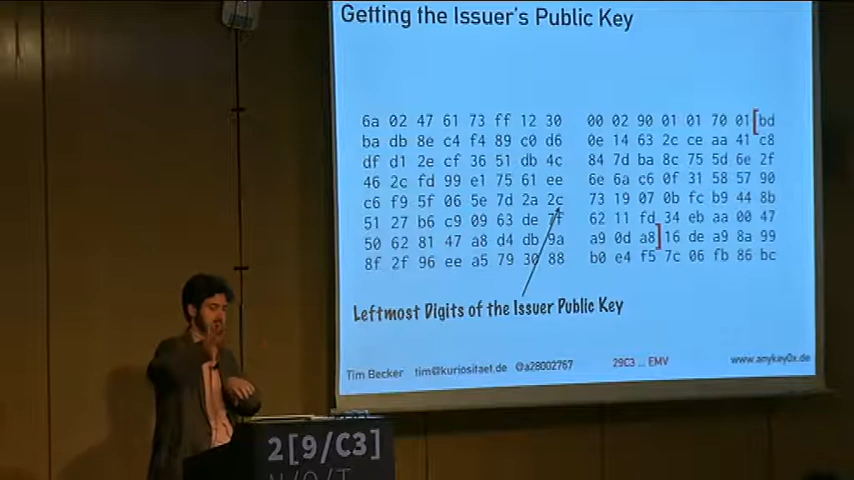 Getting the Issuer's Public Key
6a 02 47 61 73 ff 12 30 00 02 90 01 01 70 01 [bd
ba db 8e c4 f4 89 c0 d6 0e 14 63 2c ce aa 41 c8
df d1 2e cf 36 51 db 4c 84 7d ba 8c 75 5d 6e 2f
46 2c fd 99 e1 75 61 ee 6e 6a c6 0f 31 58 57 90
c6 f9 5f 06 5e 7d 2a 2c 73 19 07 0b fc b9 44 8b
51 27 b6 c9 09 63 de 7f 62 11 fd 34 eb aa 00 47
50 62 81 47 a8 d4 db 9a a9 0d a8] 16 de a9 8a 99
8f 2f 96 ee a5 79 30 88 b0 e4 f5 7c 06 fb 86 bc
Leftmost Digits of the Issuer Public Key
Tim Becker tim@kuriositaet.de @a28002767 29C3 ... EMV www.anykey0x.de
2[9/C3]
N/O/T